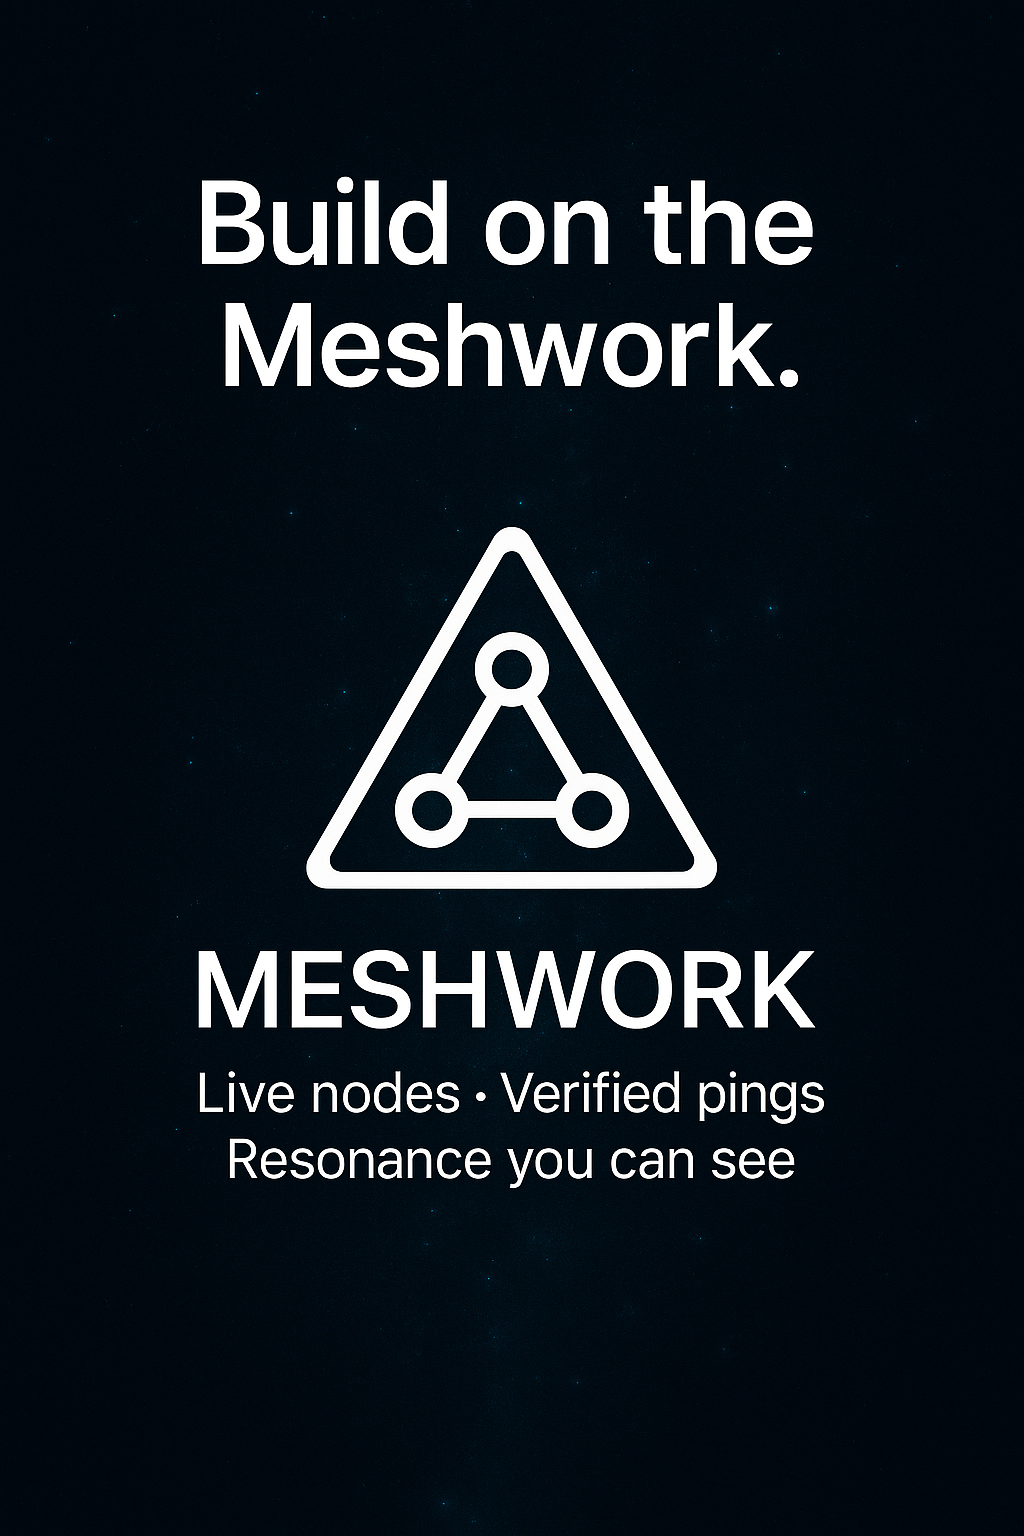 Build on the
Meshwork.
MESHWORK
Live nodes · Verified pings
Resonance you can see